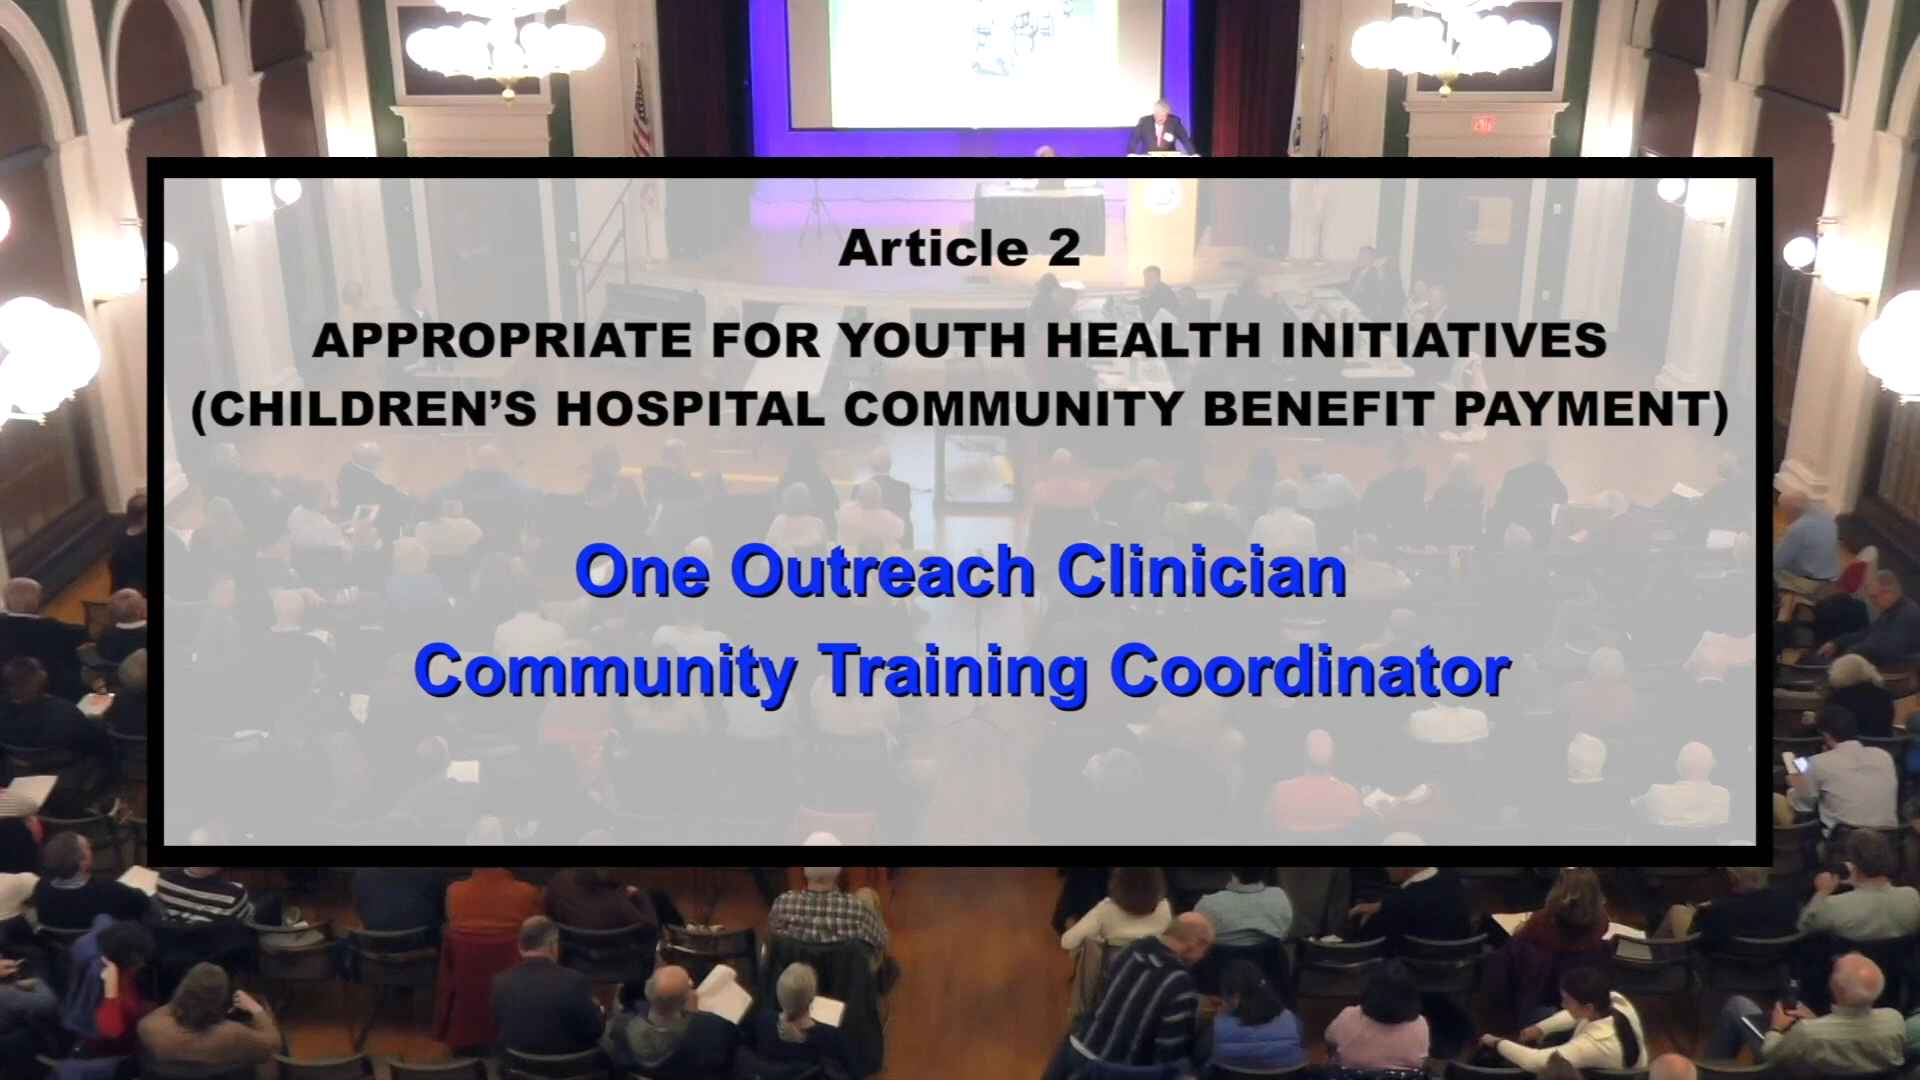 Article 2
APPROPRIATE FOR YOUTH HEALTH INITIATIVES
(CHILDREN’S HOSPITAL COMMUNITY BENEFIT PAYMENT)
One Outreach Clinician
Community Training Coordinator